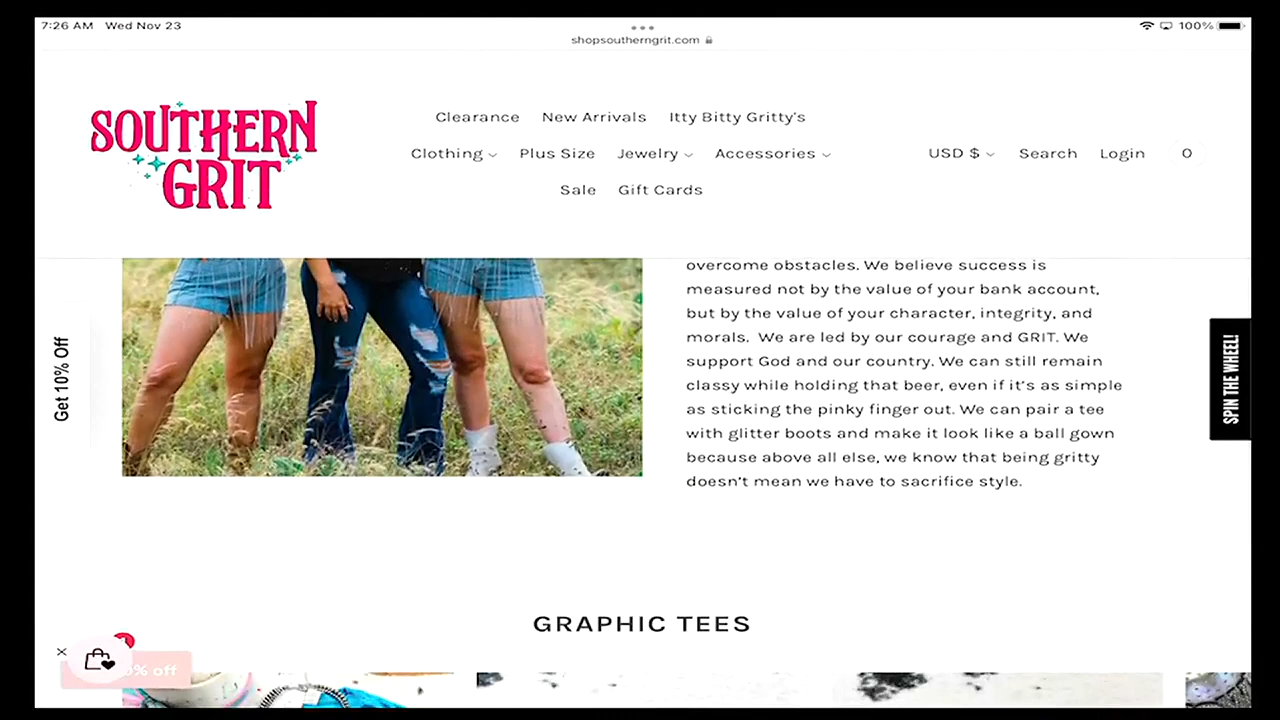 7:26 AM Wed Nov 23
shopsoutherngrit.com
100%
SOUTHERN
GRIT
Clearance New Arrivals Itty Bitty Gritty's
Clothing Plus Size Jewelry Accessories
Sale Gift Cards
USD $ Search Login 0
overcome obstacles. We believe success is
measured not by the value of your bank account,
but by the value of your character, integrity, and
morals. We are led by our courage and GRIT. We
support God and our country. We can still remain
classy while holding that beer, even if it's as simple
as sticking the pinky finger out. We can pair a tee
with glitter boots and make it look like a ball gown
because above all else, we know that being gritty
doesn't mean we have to sacrifice style.
Get 10% Off
SPIN THE WHEEL!
GRAPHIC TEES
off